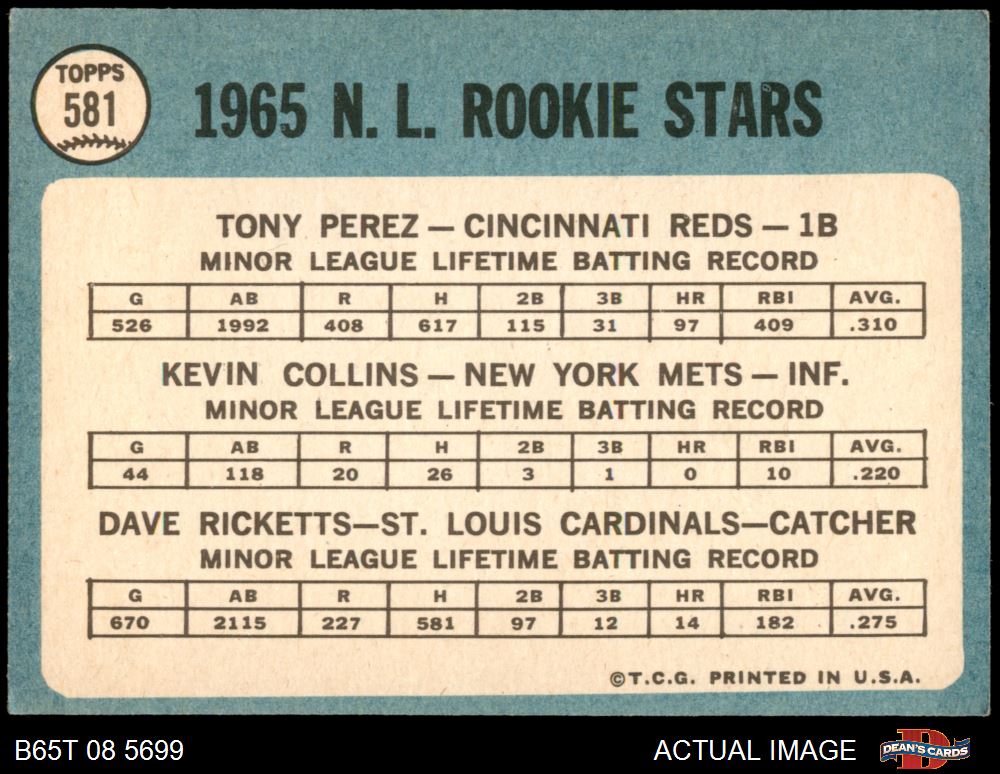 TOPPS
581
1965 N. L. ROOKIE STARS
TONY PEREZ — CINCINNATI REDS — 1B
MINOR LEAGUE LIFETIME BATTING RECORD
G AB R H 2B 3B HR RBI AVG.
526 1992 408 617 115 31 97 409 .310
KEVIN COLLINS — NEW YORK METS — INF.
MINOR LEAGUE LIFETIME BATTING RECORD
G AB R H 2B 3B HR RBI AVG.
44 118 20 26 3 1 0 10 .220
DAVE RICKETTS—ST. LOUIS CARDINALS—CATCHER
MINOR LEAGUE LIFETIME BATTING RECORD
G AB R H 2B 3B HR RBI AVG.
670 2115 227 581 97 12 14 182 .275
©T.C.G. PRINTED IN U.S.A.
B65T 08 5699 ACTUAL IMAGE B DEAN'S CARDS